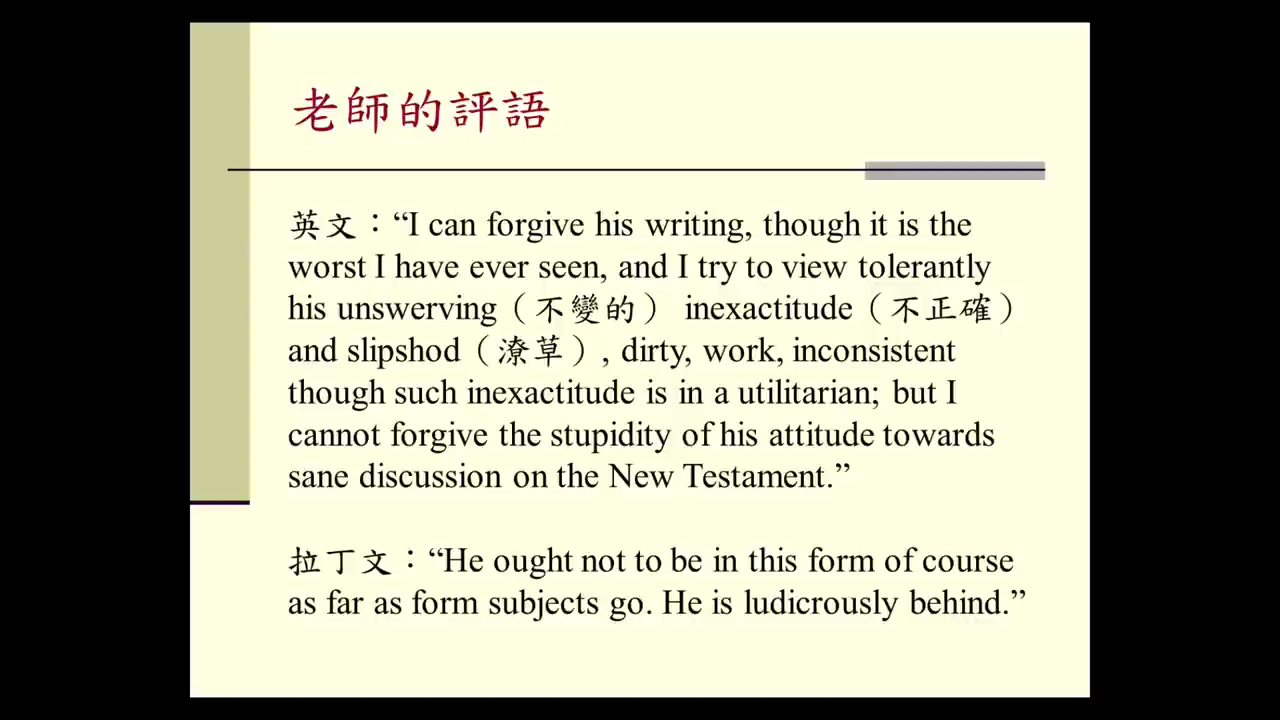 老師的評語
英文：“I can forgive his writing, though it is the
worst I have ever seen, and I try to view tolerantly
his unswerving（不變的） inexactitude（不正確）
and slipshod（潦草）, dirty, work, inconsistent
though such inexactitude is in a utilitarian; but I
cannot forgive the stupidity of his attitude towards
sane discussion on the New Testament.”
拉丁文：“He ought not to be in this form of course
as far as form subjects go. He is ludicrously behind.”